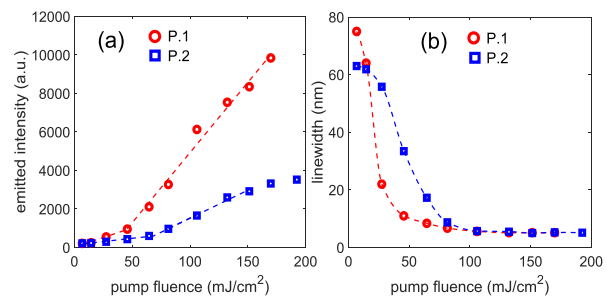 (a)
P.1
P.2
emitted intensity (a.u.)
12000
10000
8000
6000
4000
2000
0
0 50 100 150 200
pump fluence (mJ/cm²)
(b)
P.1
P.2
linewidth (nm)
80
60
40
20
0
0 50 100 150 200
pump fluence (mJ/cm²)